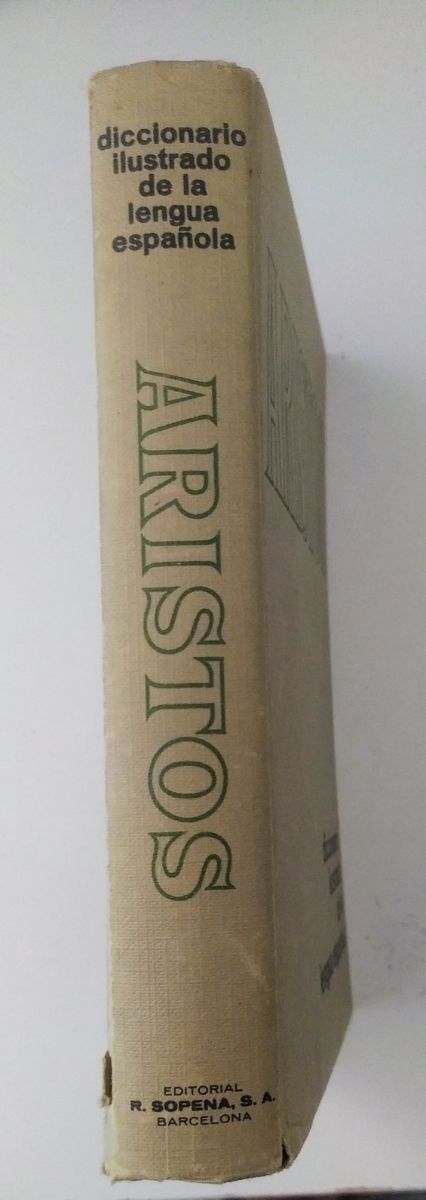 diccionario
ilustrado
de la
lengua
española
ARISTOS
EDITORIAL
R. SOPENA, S. A.
BARCELONA